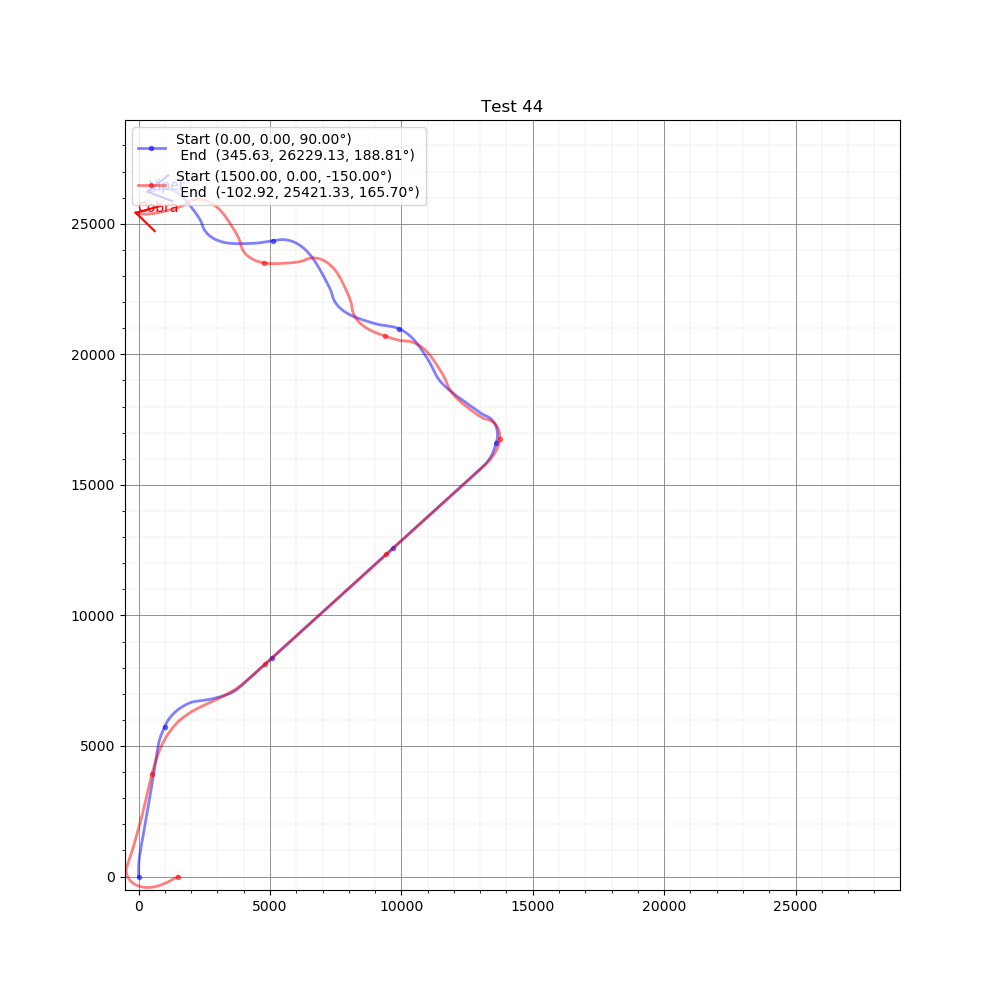 Test 44
Start (0.00, 0.00, 90.00°)
End  (345.63, 26229.13, 188.81°)
Start (1500.00, 0.00, -150.00°)
End  (-102.92, 25421.33, 165.70°)
Viper
Cobra
25000
20000
15000
10000
5000
0
0 5000 10000 15000 20000 25000